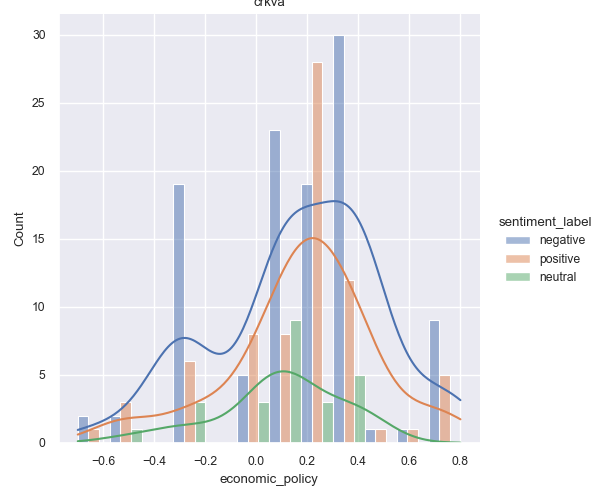 crkva
30
25
20
15
10
5
0
Count
−0.6 −0.4 −0.2 0.0 0.2 0.4 0.6 0.8
economic_policy
sentiment_label
negative
positive
neutral